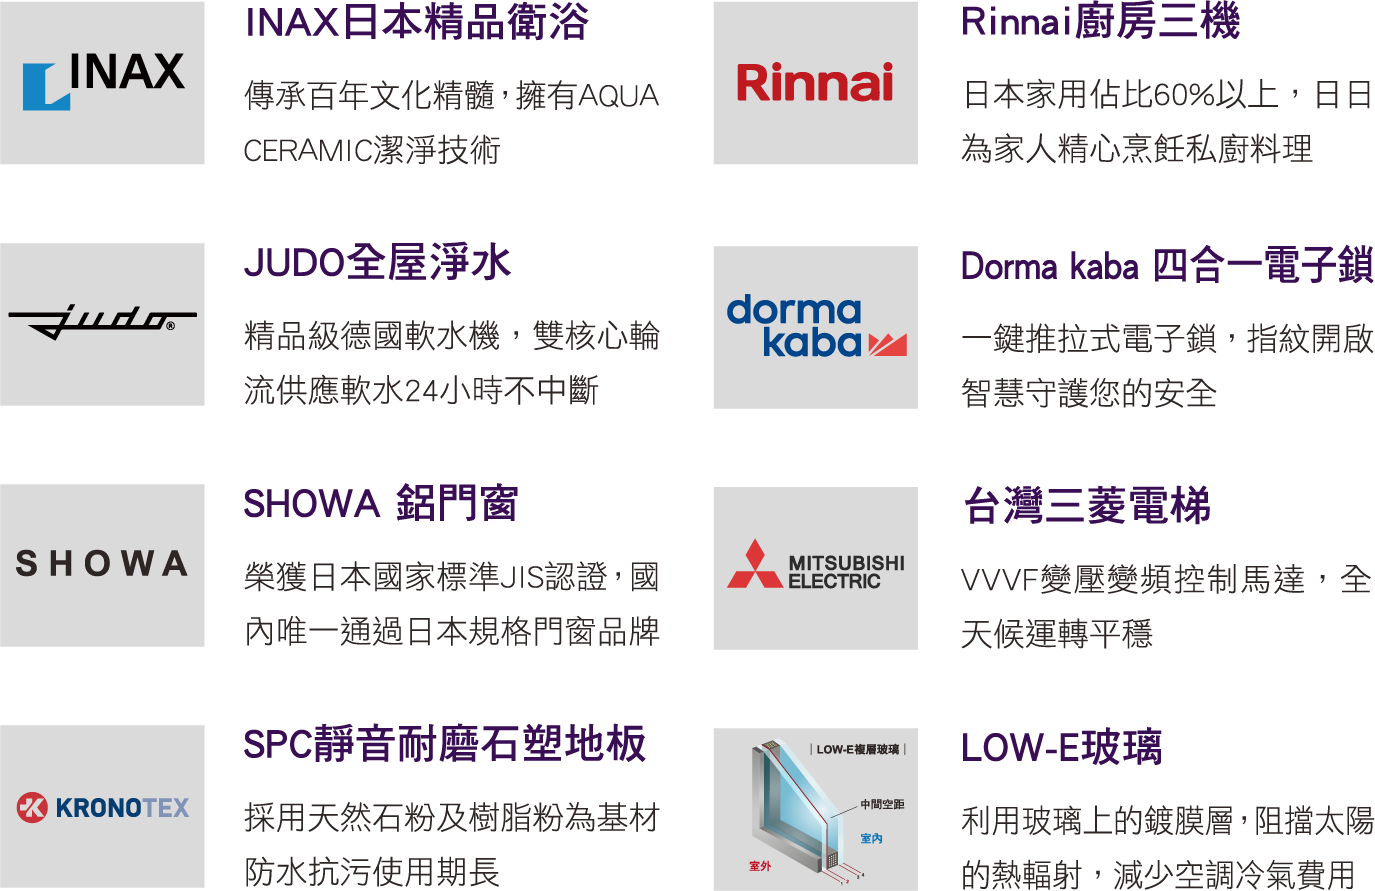 INAX
INAX日本精品衛浴
傳承百年文化精髓，擁有AQUA
CERAMIC潔淨技術
Rinnai
Rinnai廚房三機
日本家用佔比60%以上，日日
為家人精心烹飪私廚料理
judo®
JUDO全屋淨水
精品級德國軟水機，雙核心輪
流供應軟水24小時不中斷
dorma
kaba
Dorma kaba 四合一電子鎖
一鍵推拉式電子鎖，指紋開啟
智慧守護您的安全
SHOWA
SHOWA 鋁門窗
榮獲日本國家標準JIS認證，國
內唯一通過日本規格門窗品牌
MITSUBISHI
ELECTRIC
台灣三菱電梯
VVVF變壓變頻控制馬達，全
天候運轉平穩
KRONOTEX
SPC靜音耐磨石塑地板
採用天然石粉及樹脂粉為基材
防水抗污使用期長
｜LOW-E複層玻璃｜
中間空距
室內
室外
1 2 3 4
LOW-E玻璃
利用玻璃上的鍍膜層，阻擋太陽
的熱輻射，減少空調冷氣費用